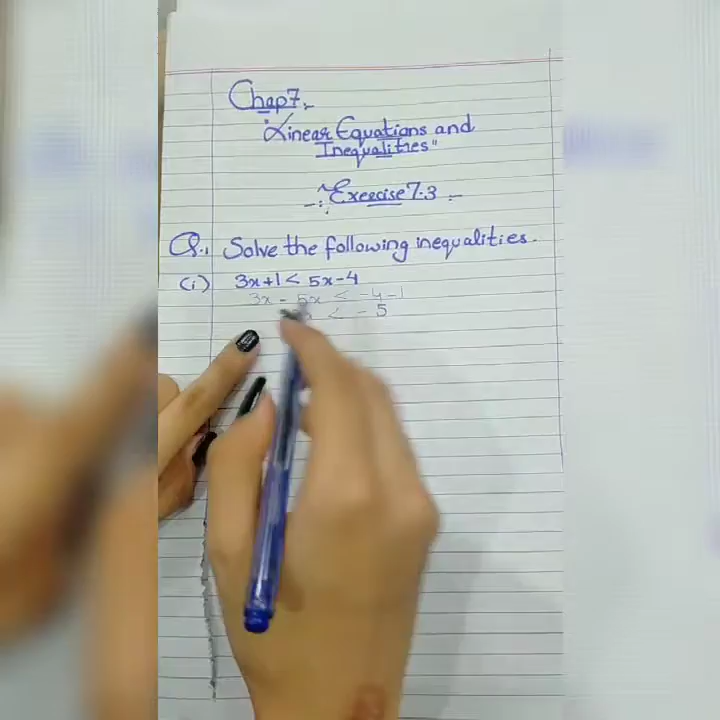 Chap 7.
"Linear Equations and
Inequalities"
-: Exercise 7.3 :-
Q.1 Solve the following inequalities.
(i) 3x+1 < 5x-4
3x - 5x < -4-1
x < -5